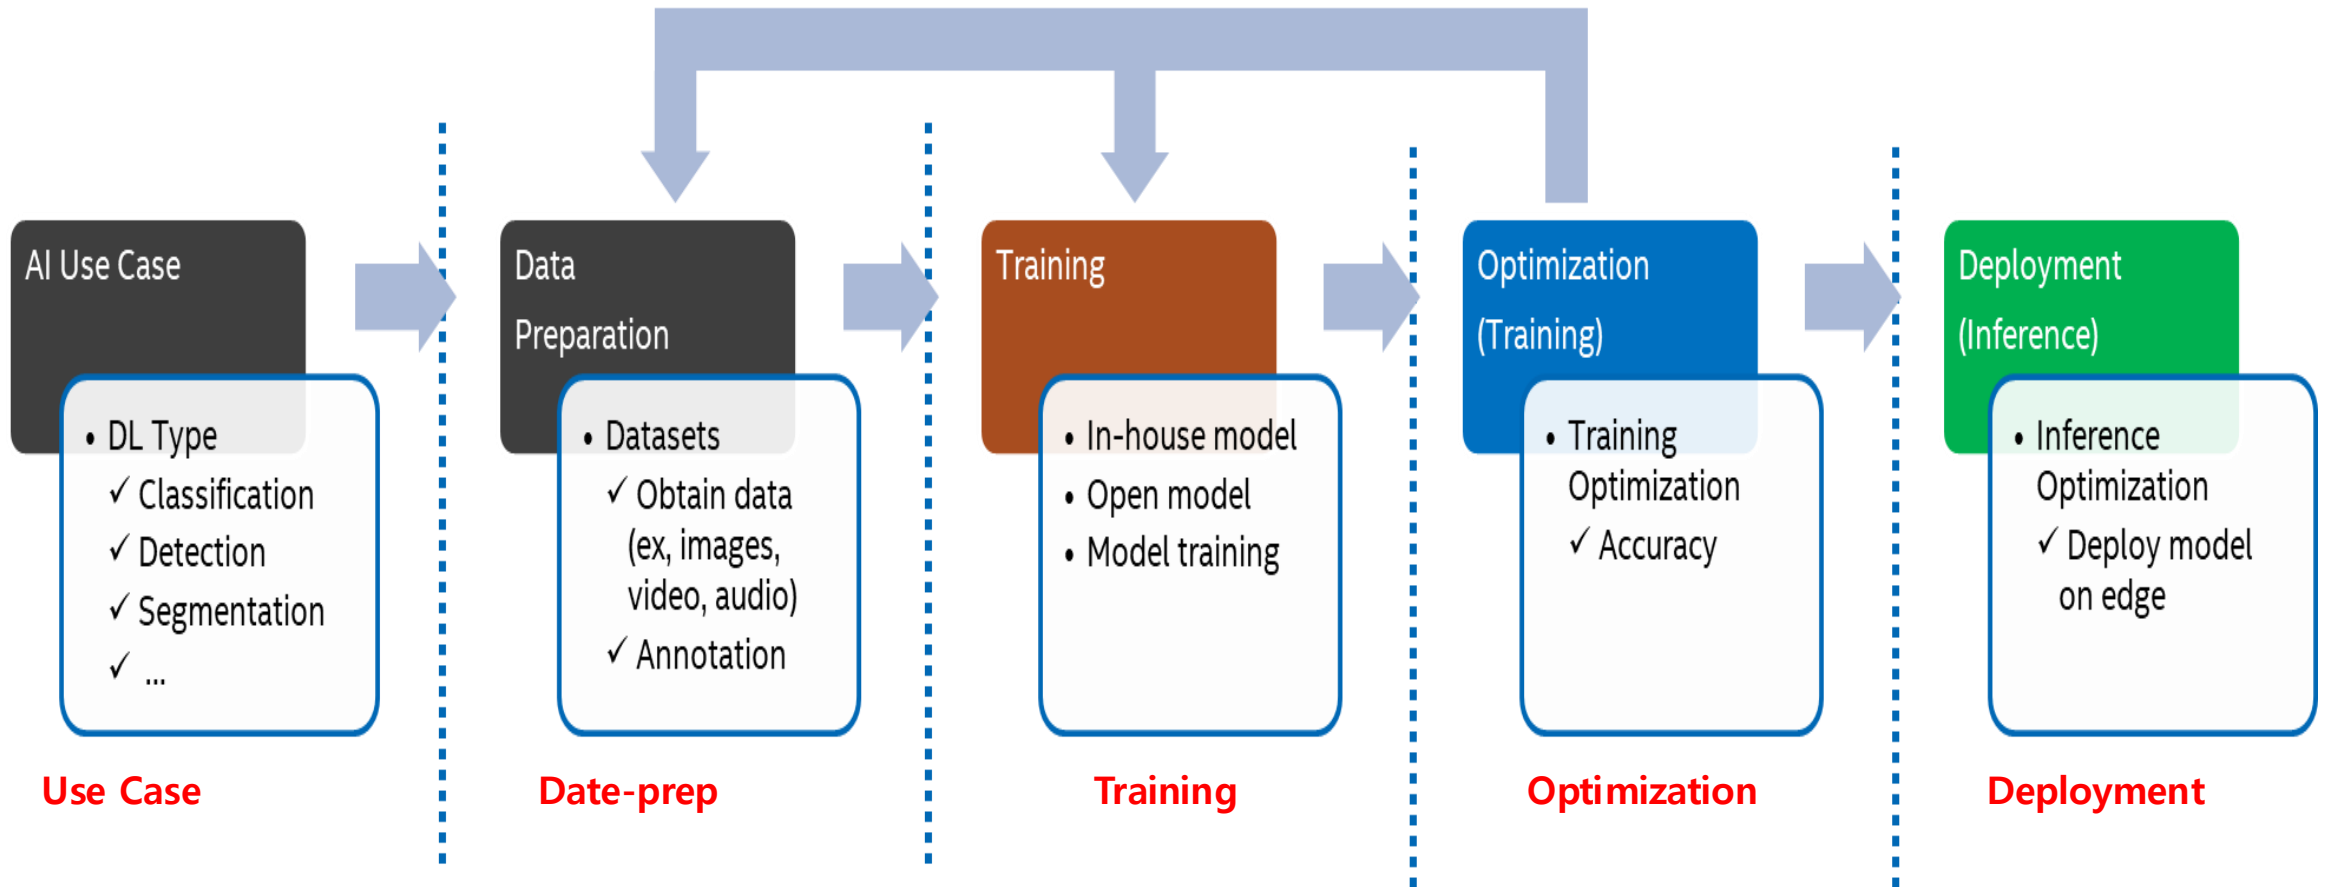 AI Use Case
• DL Type
✓ Classification
✓ Detection
✓ Segmentation
✓ ...
Use Case
Data
Preparation
• Datasets
✓ Obtain data
(ex, images,
video, audio)
✓ Annotation
Date-prep
Training
• In-house model
• Open model
• Model training
Training
Optimization
(Training)
• Training
Optimization
✓ Accuracy
Optimization
Deployment
(Inference)
• Inference
Optimization
✓ Deploy model
on edge
Deployment